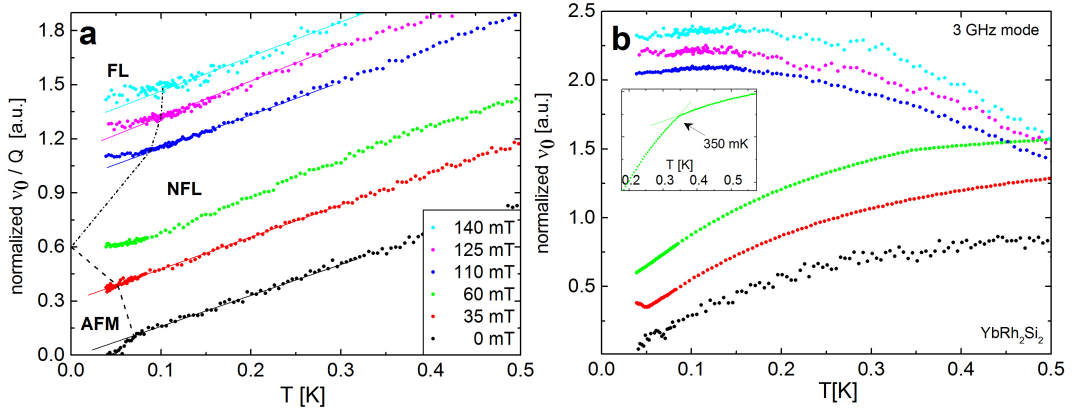 a
FL
NFL
AFM
normalized ν₀ / Q [a.u.]
1.8
1.5
1.2
0.9
0.6
0.3
0.0
0.0 0.1 0.2 0.3 0.4 0.5
T [K]
140 mT
125 mT
110 mT
60 mT
35 mT
0 mT
b
3 GHz mode
normalized ν₀ [a.u.]
2.5
2.0
1.5
1.0
0.5
350 mK
T [K]
0.2 0.3 0.4 0.5
YbRh₂Si₂
0.0 0.1 0.2 0.3 0.4 0.5
T[K]